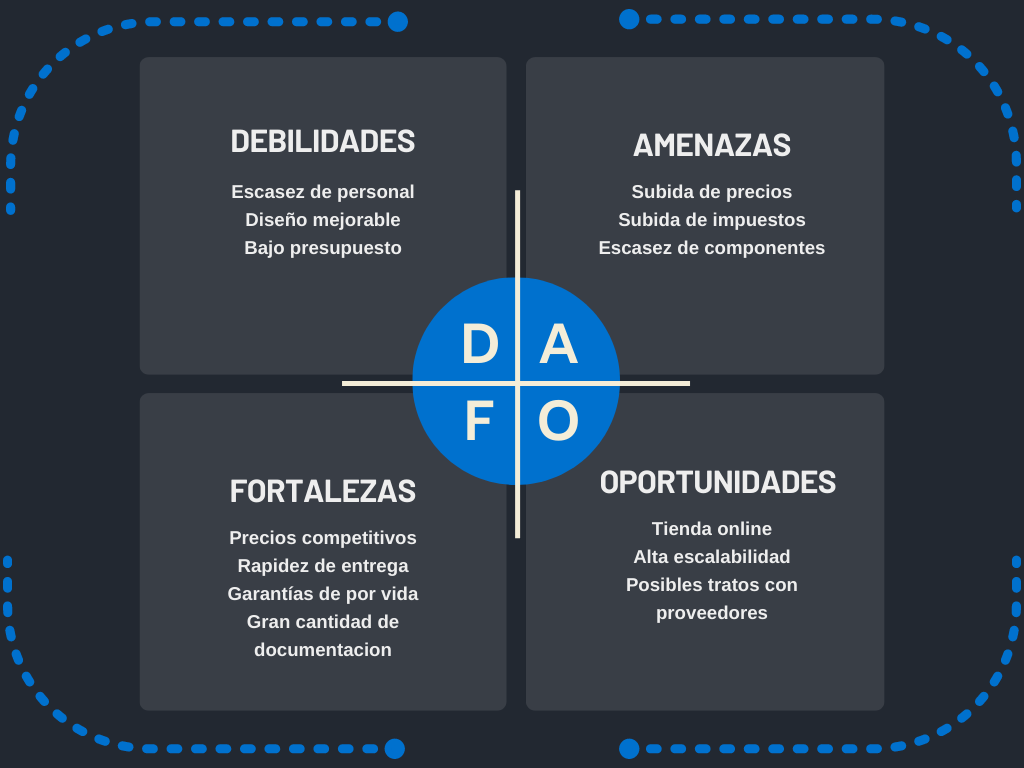 DEBILIDADES
Escasez de personal
Diseño mejorable
Bajo presupuesto
AMENAZAS
Subida de precios
Subida de impuestos
Escasez de componentes
D A
F O
FORTALEZAS
Precios competitivos
Rapidez de entrega
Garantías de por vida
Gran cantidad de
documentacion
OPORTUNIDADES
Tienda online
Alta escalabilidad
Posibles tratos con
proveedores